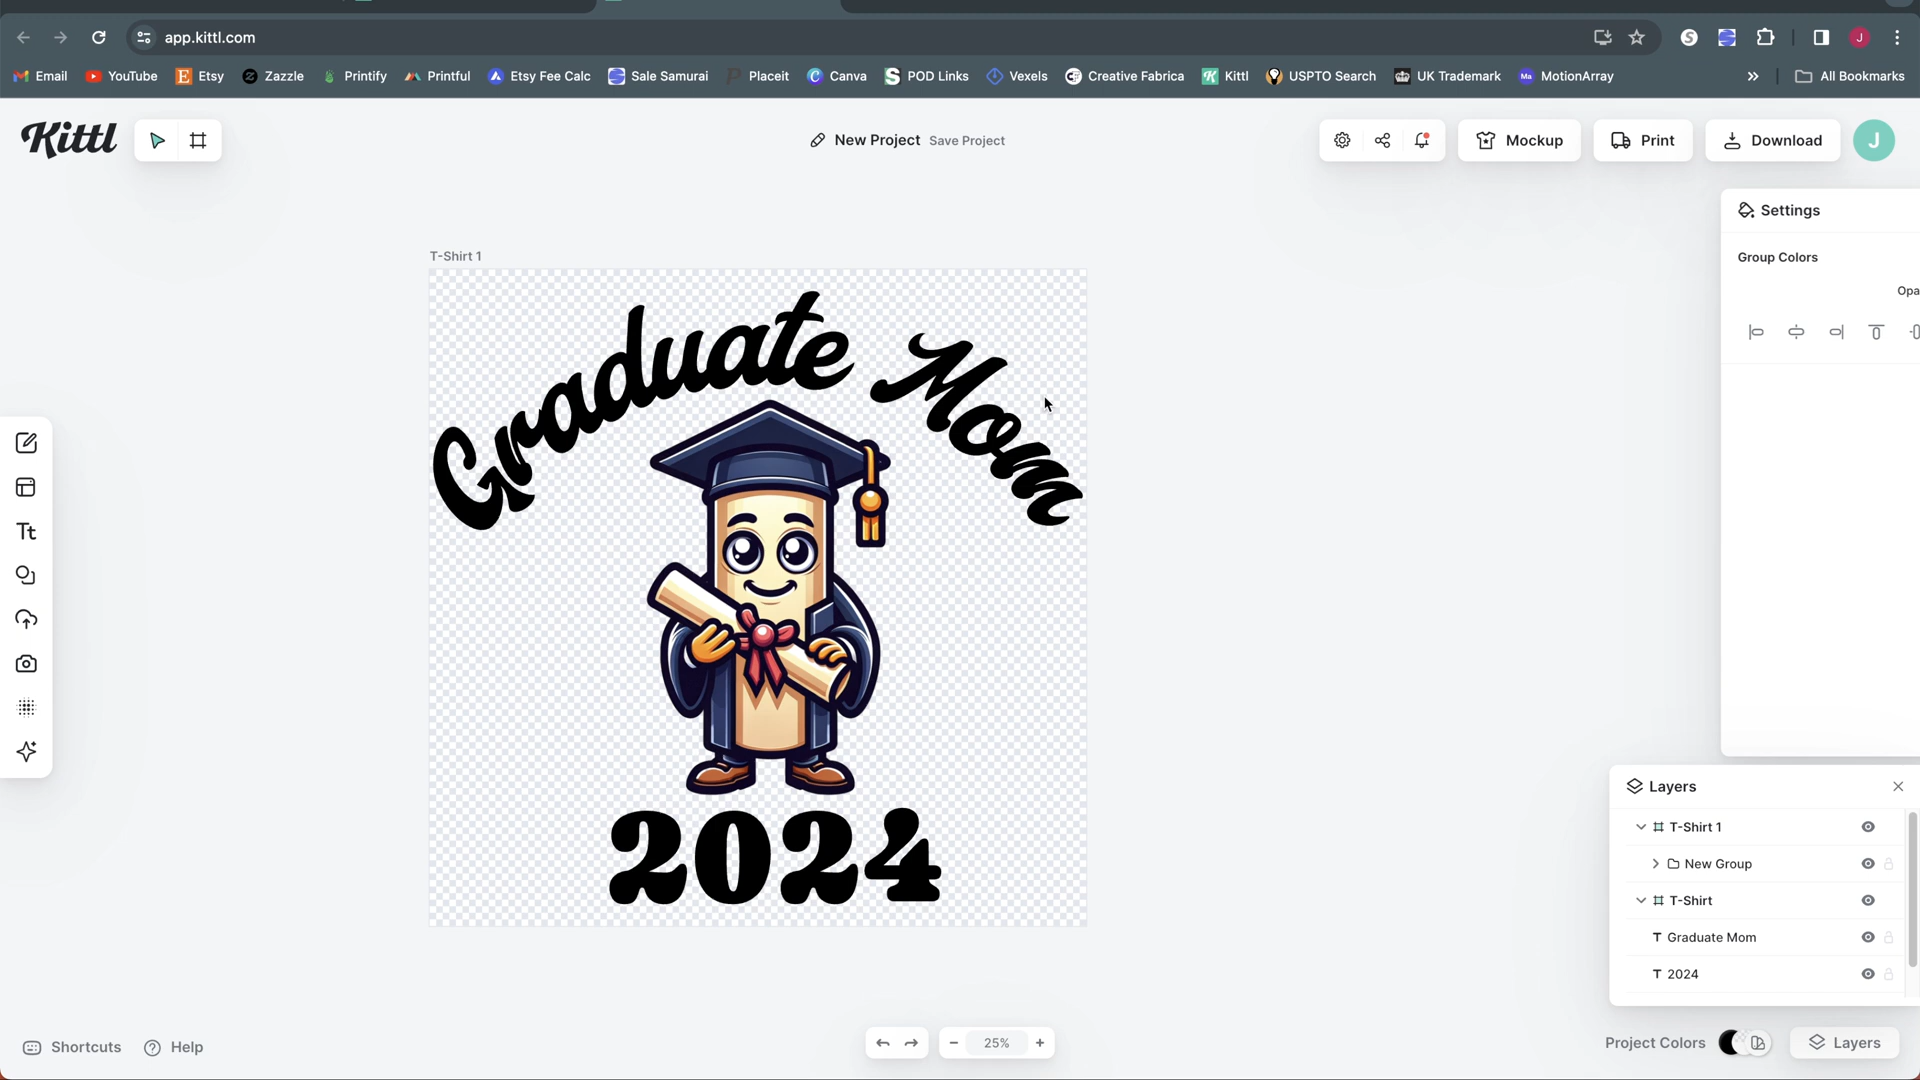 app.kittl.com
Email
YouTube
Etsy
Zazzle
Printify
Printful
Etsy Fee Calc
Sale Samurai
Placeit
Canva
POD Links
Vexels
Creative Fabrica
Kittl
USPTO Search
UK Trademark
MotionArray
All Bookmarks
Kittl
New Project
Save Project
Mockup
Print
Download
J
Settings
Group Colors
Opa
T-Shirt 1
Graduate Mom
2024
Layers
T-Shirt 1
New Group
T-Shirt
Graduate Mom
2024
Shortcuts
Help
25%
Project Colors
Layers